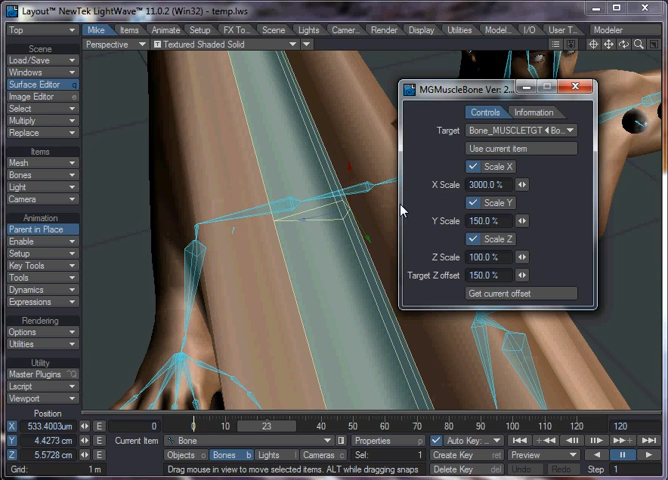 Layout™ NewTek LightWave™ 11.0.2 (Win32) - temp.lws
Top Mike Items Animate Setup FX To... Scene Lights Camer... Render Display Utilities Model... I/O User T... Modeler
Perspective Textured Shaded Solid
Scene
Load/Save
Windows
Surface Editor
Image Editor
Select
Multiply
Replace
Items
Mesh
Bones
Light
Camera
Animation
Parent in Place
Enable
Setup
Key Tools
Tools
Dynamics
Expressions
Rendering
Options
Utilities
Utility
Master Plugins ^Q
Lscript
Viewport
MGMuscleBone Ver: 2...
Controls Information
Target Bone_MUSCLETGT
Use current item
Scale X
X Scale 3000.0 %
Scale Y
Y Scale 150.0 %
Scale Z
Z Scale 100.0 %
Target Z offset 150.0 %
Get current offset
Position
X 533.4003um E 0 0 10 23 40 50 60 70 80 90 100 110 120 120
Y 4.4273 cm E Current Item Bone Properties p Auto Key: ...
Z 5.5728 cm E Objects o Bones b Lights l Cameras c Sel: 1 Create Key ret Preview
Grid: 1 m Drag mouse in view to move selected items. ALT while dragging snaps Delete Key del Undo Redo Step 1